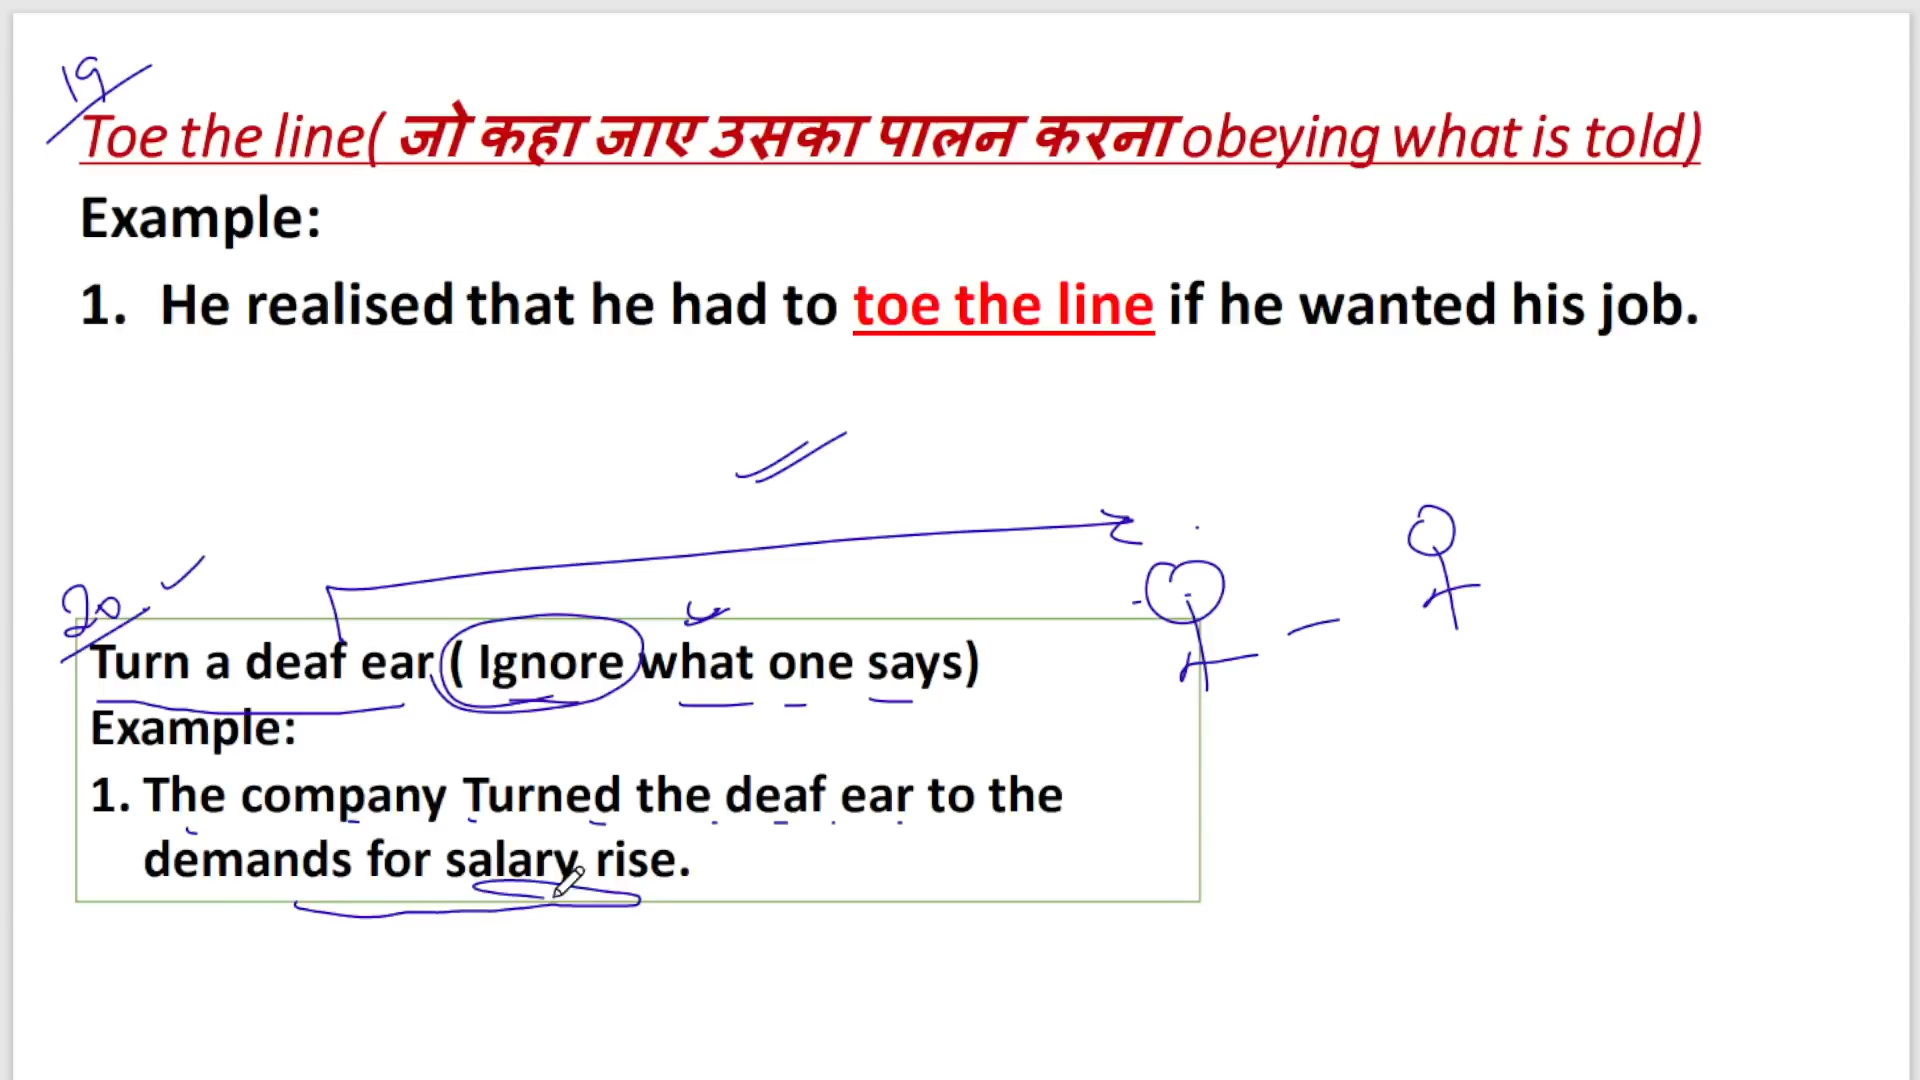 19
Toe the line( जो कहा जाए उसका पालन करना obeying what is told)
Example:
1. He realised that he had to toe the line if he wanted his job.
20.
Turn a deaf ear ( Ignore what one says)
Example:
1. The company Turned the deaf ear to the
demands for salary rise.